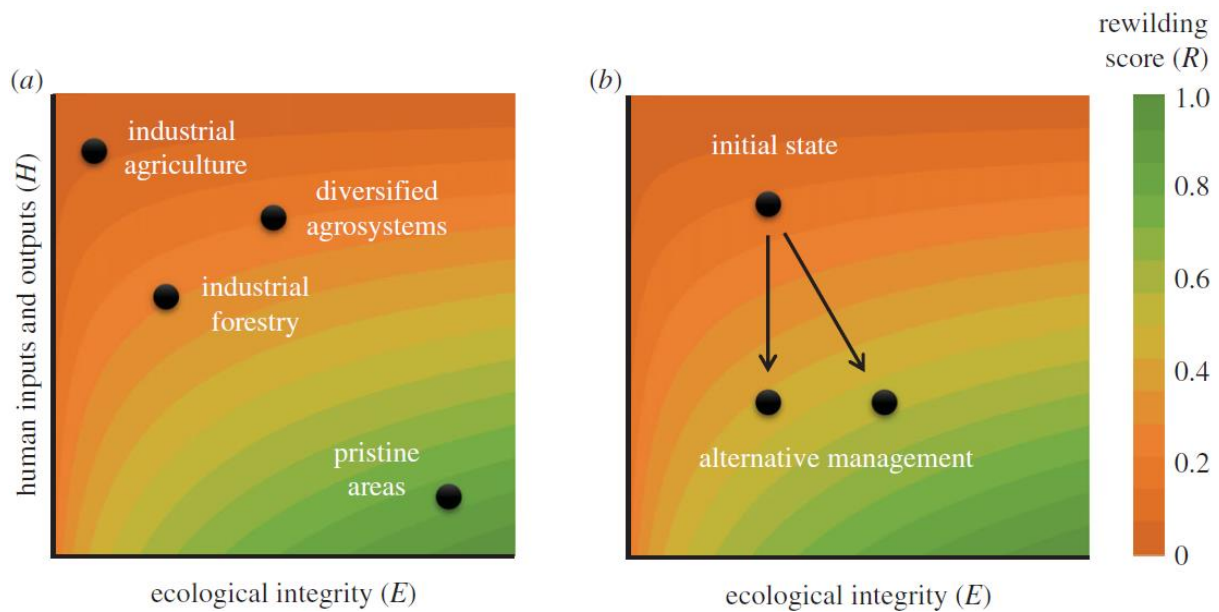 (a)
human inputs and outputs (H)
industrial
agriculture
diversified
agrosystems
industrial
forestry
pristine
areas
ecological integrity (E)
(b)
initial state
alternative management
ecological integrity (E)
rewilding
score (R)
1.0
0.8
0.6
0.4
0.2
0